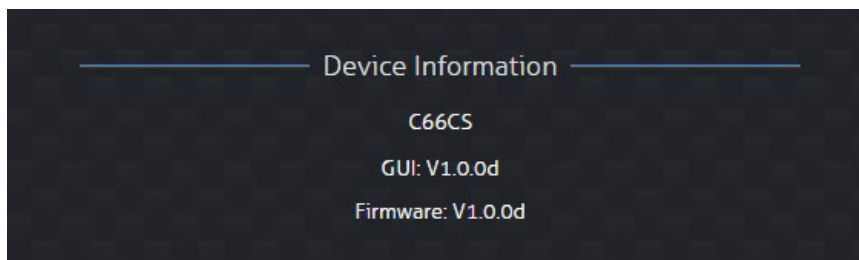 Device Information
C66CS
GUI: V1.0.0d
Firmware: V1.0.0d